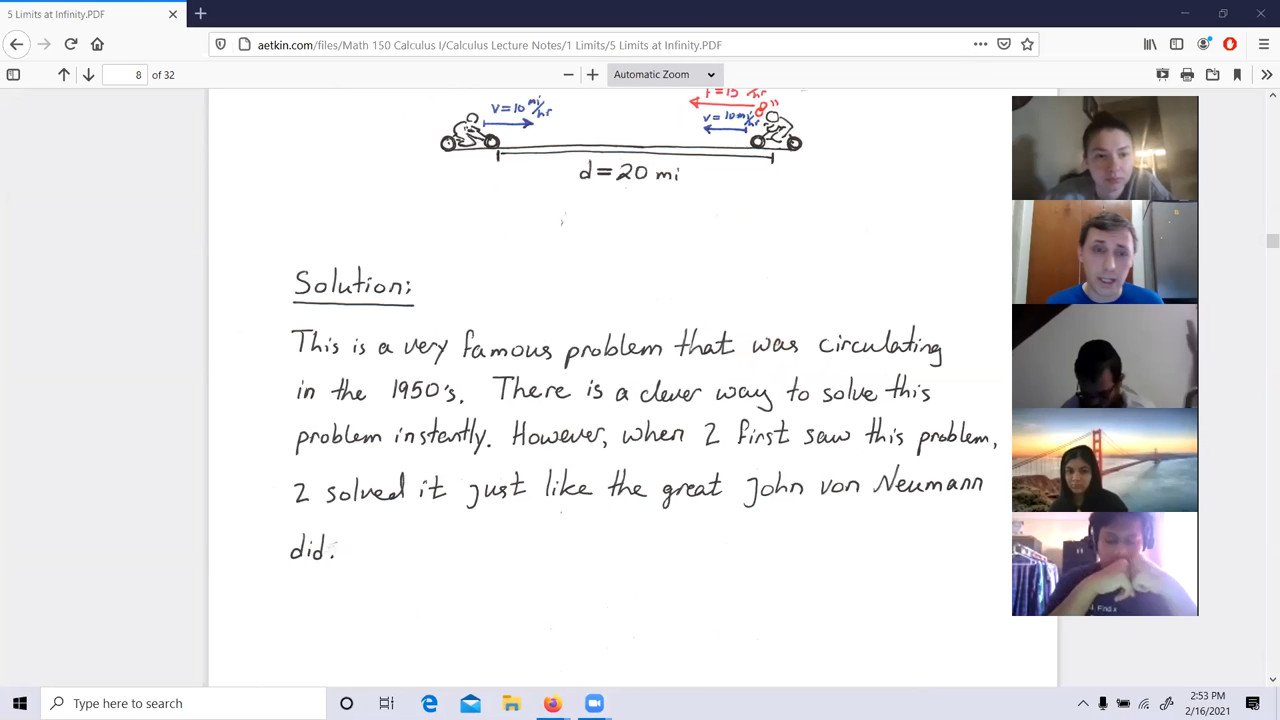 5 Limits at Infinity.PDF
aetkin.com/files/Math 150 Calculus I/Calculus Lecture Notes/1 Limits/5 Limits at Infinity.PDF
8 of 32
Automatic Zoom
v=10 mi/hr
v=10 mi/hr
d=20 mi
Solution:
This is a very famous problem that was circulating
in the 1950's. There is a clever way to solve this
problem instantly. However, when I first saw this problem,
I solved it just like the great John von Neumann
did.
Find x
Type here to search
2:53 PM
2/16/2021